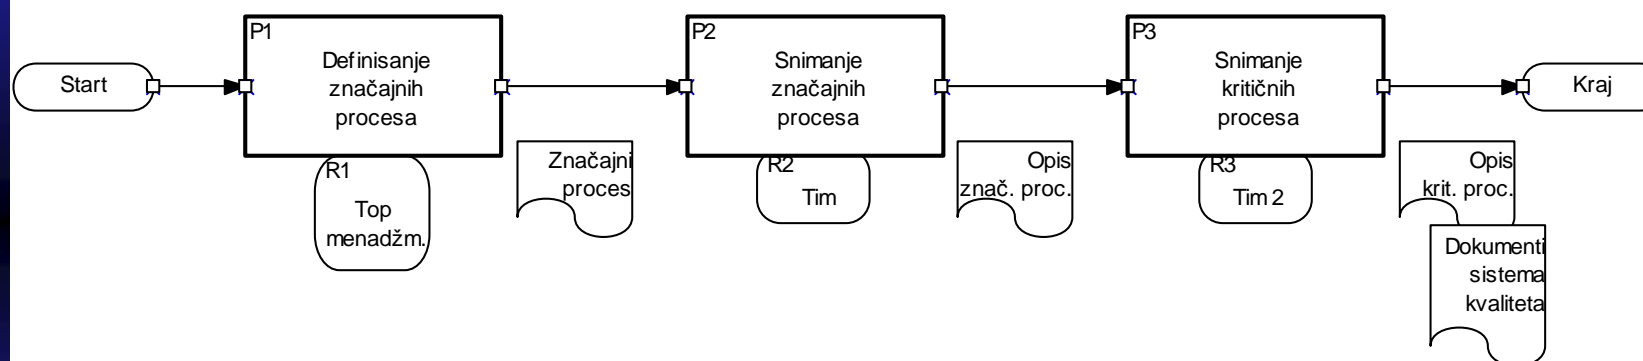 Start
P1
Definisanje
značajnih
procesa
R1
Top
menadžm.
Značajni
proces
P2
Snimanje
značajnih
procesa
R2
Tim
Opis
znač. proc.
P3
Snimanje
kritičnih
procesa
R3
Tim 2
Opis
krit. proc.
Dokumenti
sistema
kvaliteta
Kraj